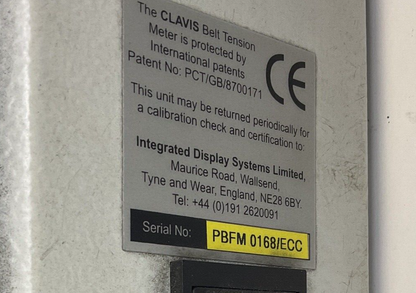 The CLAVIS Belt Tension
Meter is protected by
International patents
Patent No: PCT/GB/8700171
CE
This unit may be returned periodically for
a calibration check and certification to:
Integrated Display Systems Limited,
Maurice Road, Wallsend,
Tyne and Wear, England, NE28 6BY.
Tel: +44 (0)191 2620091
Serial No: PBFM 0168/ECC